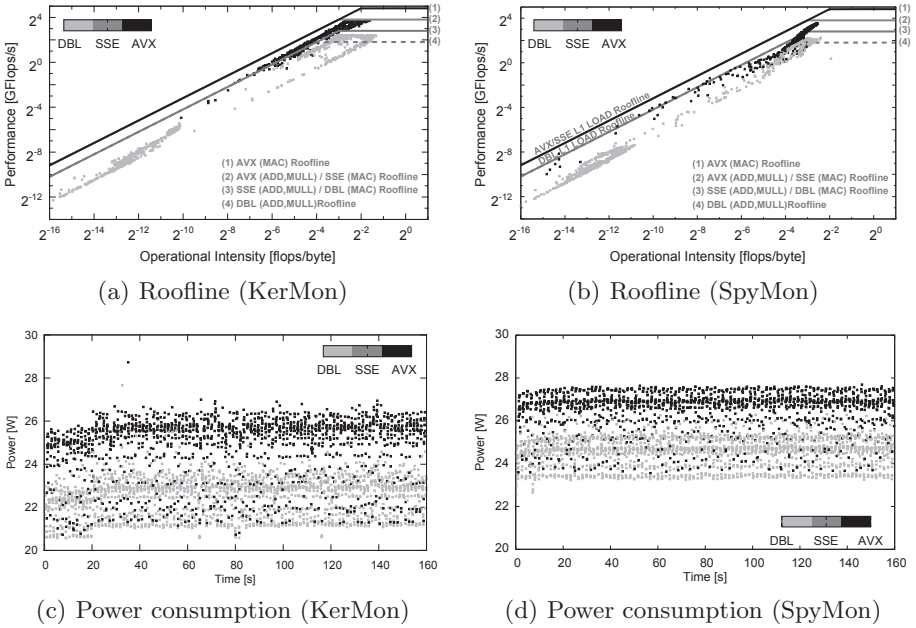 Performance [GFlops/s]
2^4
2^0
2^-4
2^-8
2^-12
DBL SSE AVX
(1)
(2)
(3)
(4)
(1) AVX (MAC) Roofline
(2) AVX (ADD,MULL) / SSE (MAC) Roofline
(3) SSE (ADD,MULL) / DBL (MAC) Roofline
(4) DBL (ADD,MULL)Roofline
2^-16 2^-14 2^-12 2^-10 2^-8 2^-6 2^-4 2^-2 2^0
Operational Intensity [flops/byte]
(a) Roofline (KerMon)
Performance [GFlops/s]
2^4
2^0
2^-4
2^-8
2^-12
DBL SSE AVX
(1)
(2)
(3)
(4)
AVX/SSE L1 LOAD Roofline
DBL L1 LOAD Roofline
(1) AVX (MAC) Roofline
(2) AVX (ADD,MULL) / SSE (MAC) Roofline
(3) SSE (ADD,MULL) / DBL (MAC) Roofline
(4) DBL (ADD,MULL)Roofline
2^-16 2^-14 2^-12 2^-10 2^-8 2^-6 2^-4 2^-2 2^0
Operational Intensity [flops/byte]
(b) Roofline (SpyMon)
Power [W]
30
28
26
24
22
20
DBL SSE AVX
0 20 40 60 80 100 120 140 160
Time [s]
(c) Power consumption (KerMon)
Power [W]
30
28
26
24
22
20
DBL SSE AVX
0 20 40 60 80 100 120 140 160
Time [s]
(d) Power consumption (SpyMon)